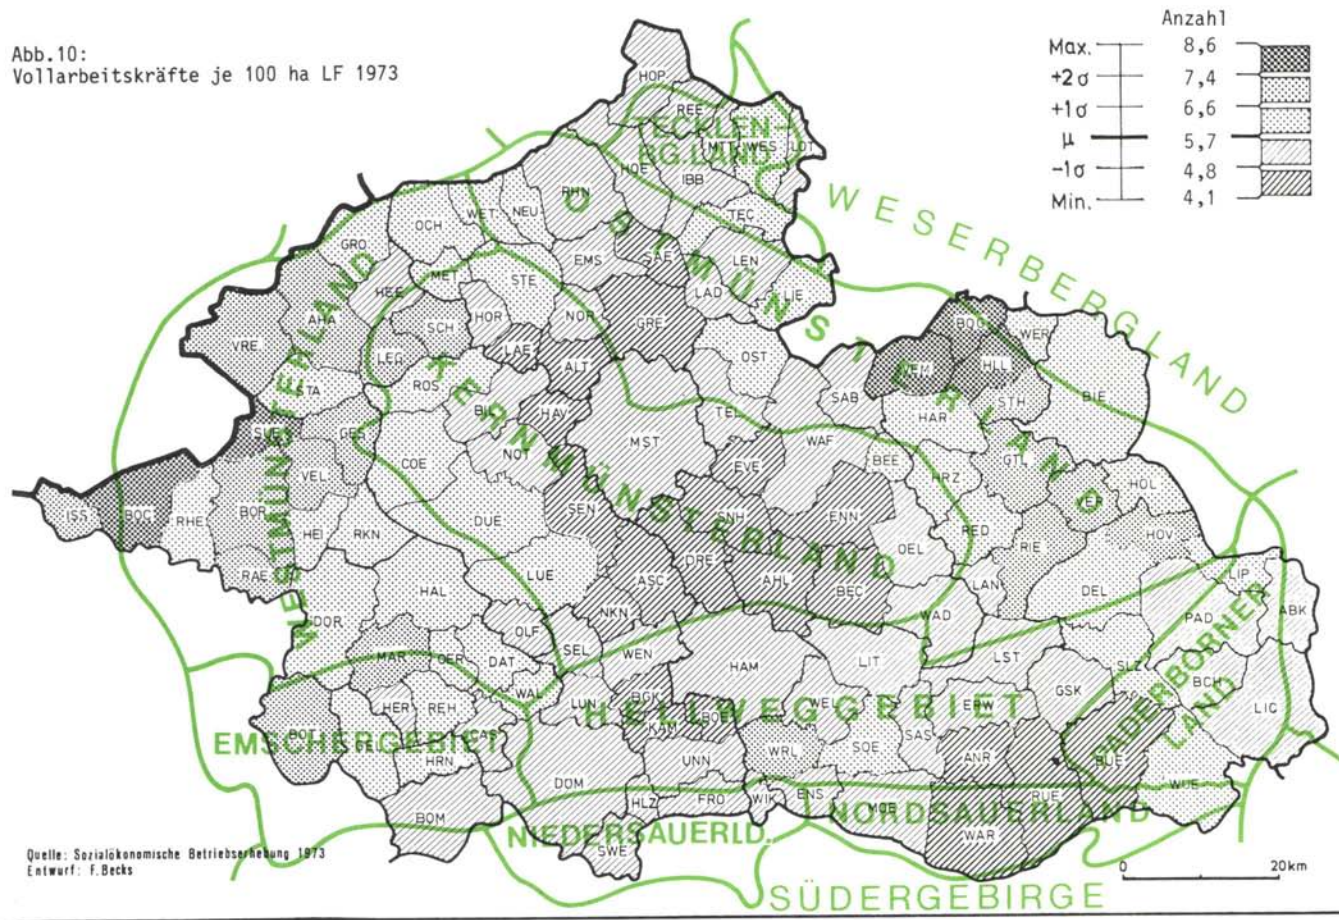 Abb.10:
Vollarbeitskräfte je 100 ha LF 1973
Anzahl
Max. 8,6
+2σ 7,4
+1σ 6,6
μ 5,7
-1σ 4,8
Min. 4,1
WESERBERGLAND
TECKLEN-
BG.LAND
OSTMÜNSTERLAND
WESTMÜNSTERLAND
KERNMÜNSTERLAND
HELLWEGGEBIET
EMSCHERGEBIET
PADERBORNER
LAND
NIEDERSAUERLD.
NORDSAUERLAND
SÜDERGEBIRGE
HOP
REE
MTT WES LOT
HOE IBB
RHN
TEC
GRO OCH WET NEU
EMS SAE LEN
HEE MET STE LAD LIE
AHA
VRE SCH HOR NOR GRE
LEG LAE ALT OST
STA ROS
BIL HAV
SUE GES
VEL COE NOT MST TEL
EVE WAF SAB
BEE
HAR STH BIE
HLL WER
HRZ GTL
VER HOL
ISS BOC RHE BOR
HEI RKN DUE SEN SNH ENN
OEL RED RIE HOV
RAE LUE ASC DRE AHL BEC
LAN DEL
HAL NKN WAD
DOR OLF
LIP
PAD ABK
MAR OER DAT SEL WEN HAM LIT LST
SLZ
WAL
BOT HER REH LUN BGK WEL
ERW GSK BCH LIC
GEL CAS KAM BOE SAS
HRN UNN WRL SOE ANR
BUE
DOM RUE WUE
BOM HLZ FRO WIK ENS MOE
SWE WAR
Quelle: Sozialökonomische Betriebserhebung 1973
Entwurf: F.Becks
0 20km